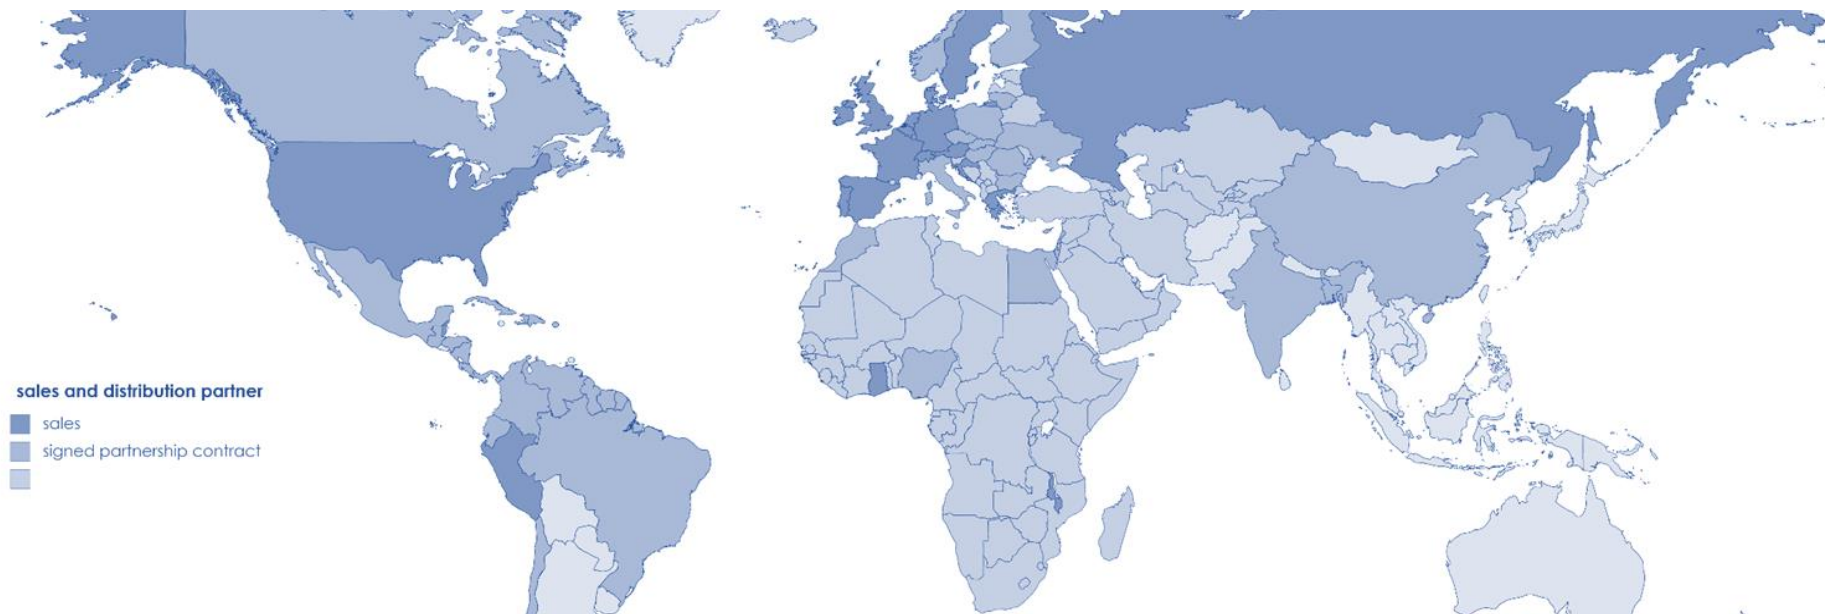 sales and distribution partner
sales
signed partnership contract